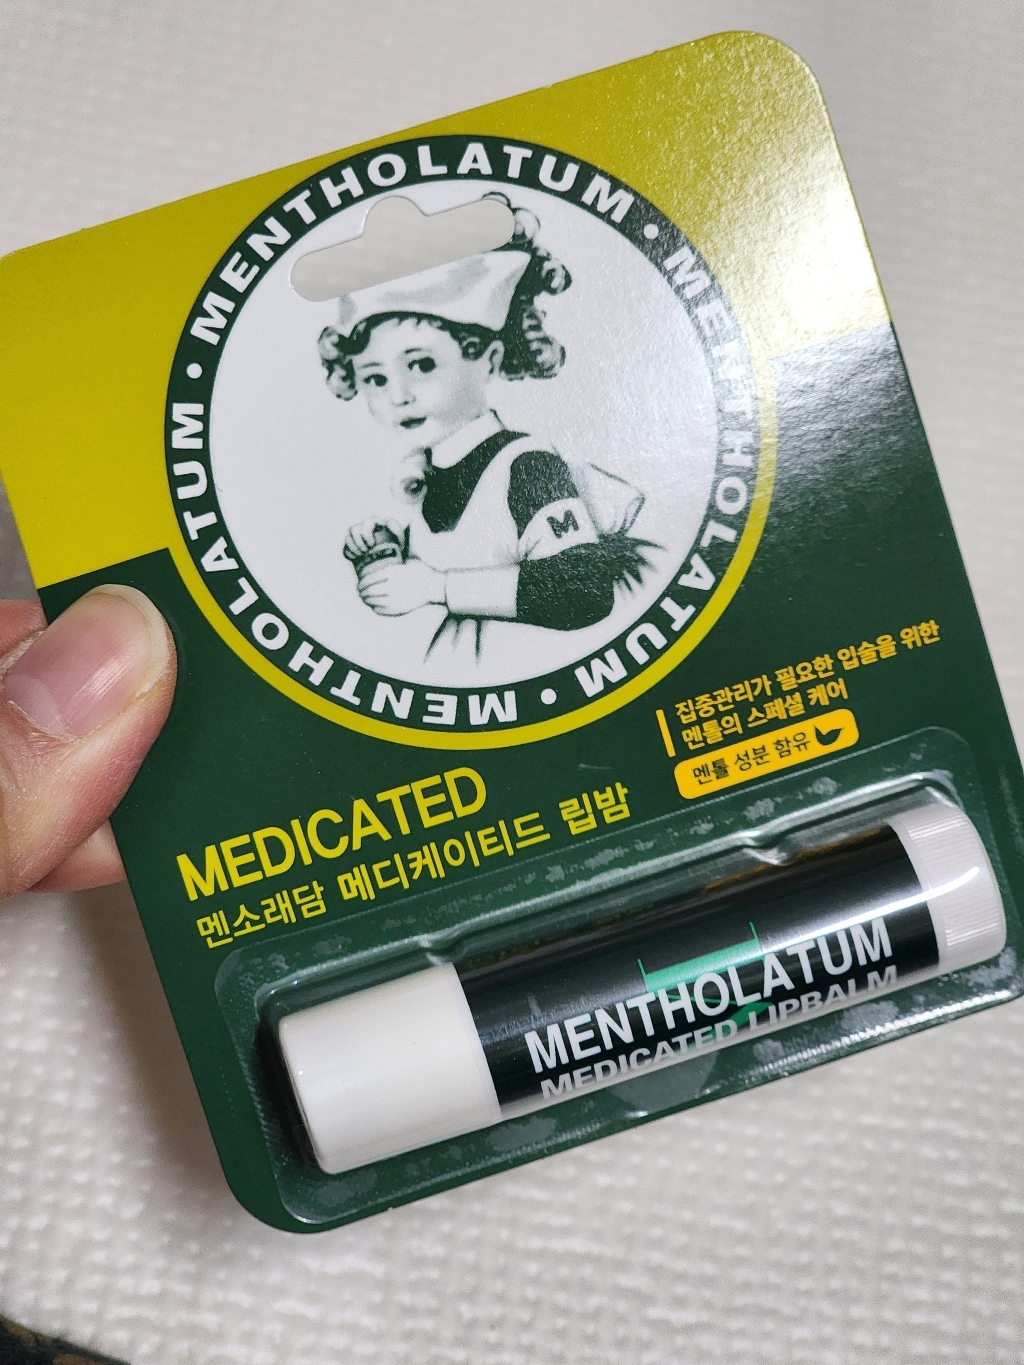 MENTHOLATUM • MENTHOLATUM • MENTHOLATUM • MENTHOLATUM •
M
집중관리가 필요한 입술을 위한
멘톨의 스페셜 케어
멘톨 성분 함유
MEDICATED
멘소래담 메디케이티드 립밤
MENTHOLATUM
MEDICATED LIPBALM